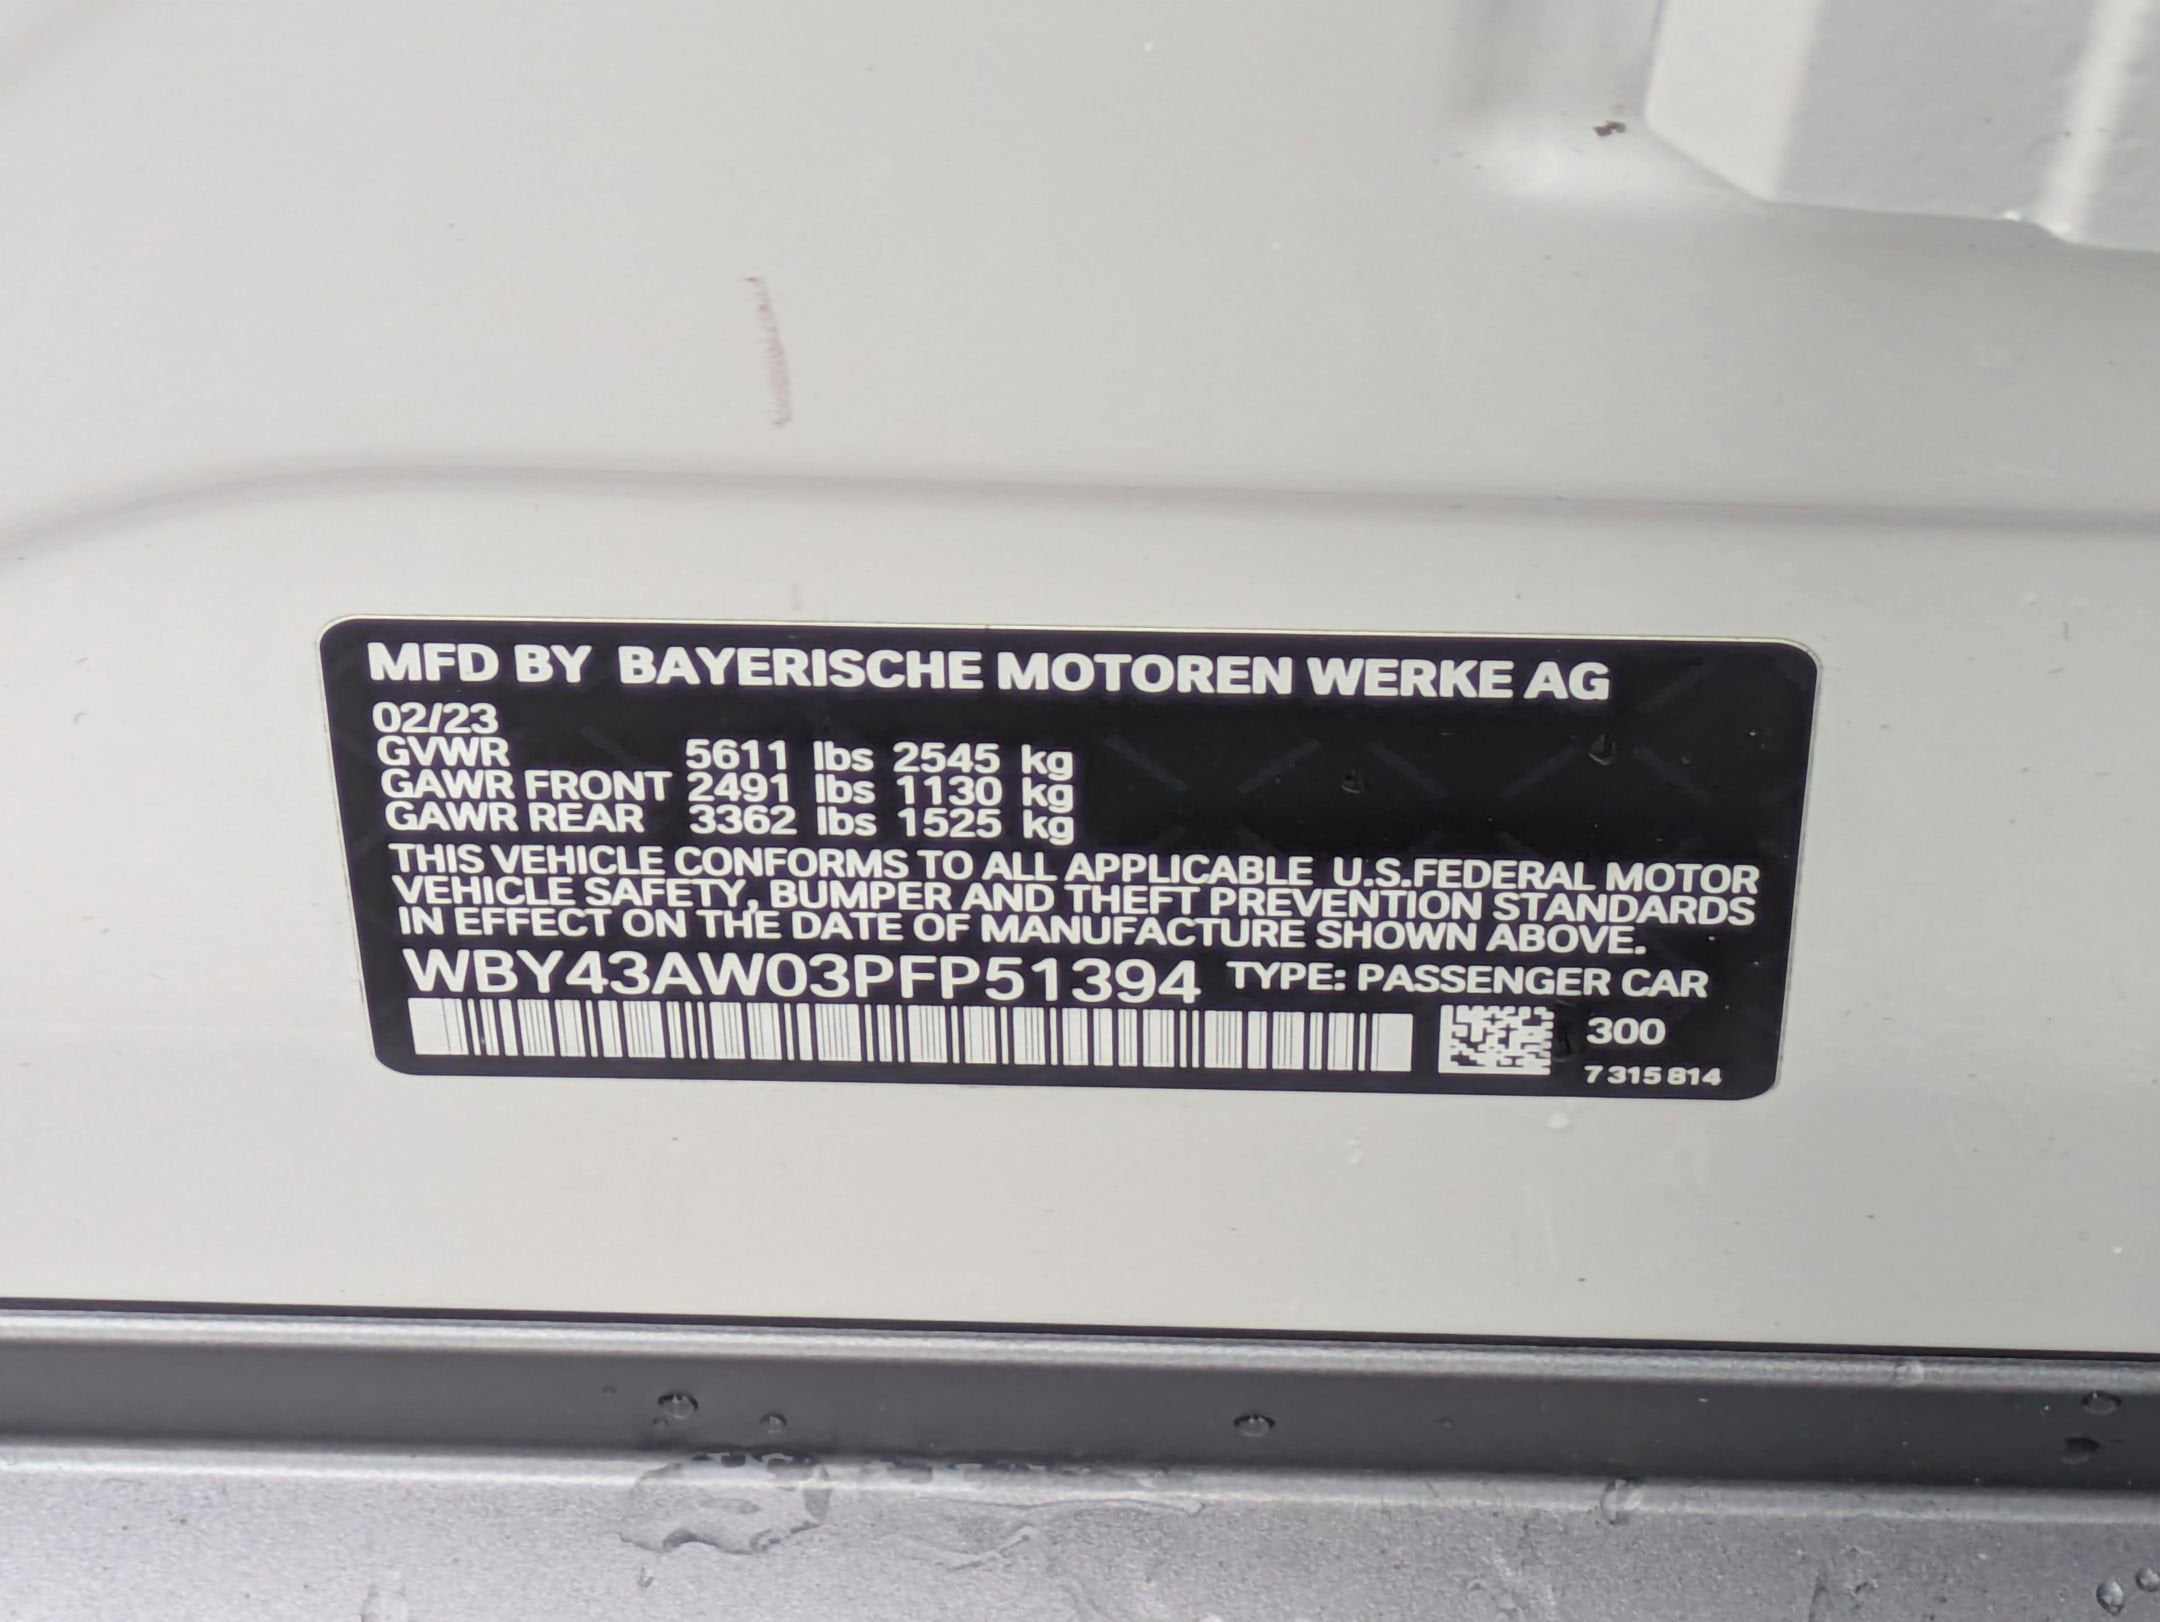 MFD BY BAYERISCHE MOTOREN WERKE AG
02/23
GVWR 5611 lbs 2545 kg
GAWR FRONT 2491 lbs 1130 kg
GAWR REAR 3362 lbs 1525 kg
THIS VEHICLE CONFORMS TO ALL APPLICABLE U.S.FEDERAL MOTOR
VEHICLE SAFETY, BUMPER AND THEFT PREVENTION STANDARDS
IN EFFECT ON THE DATE OF MANUFACTURE SHOWN ABOVE.
WBY43AW03PFP51394 TYPE: PASSENGER CAR
300
7 315 814